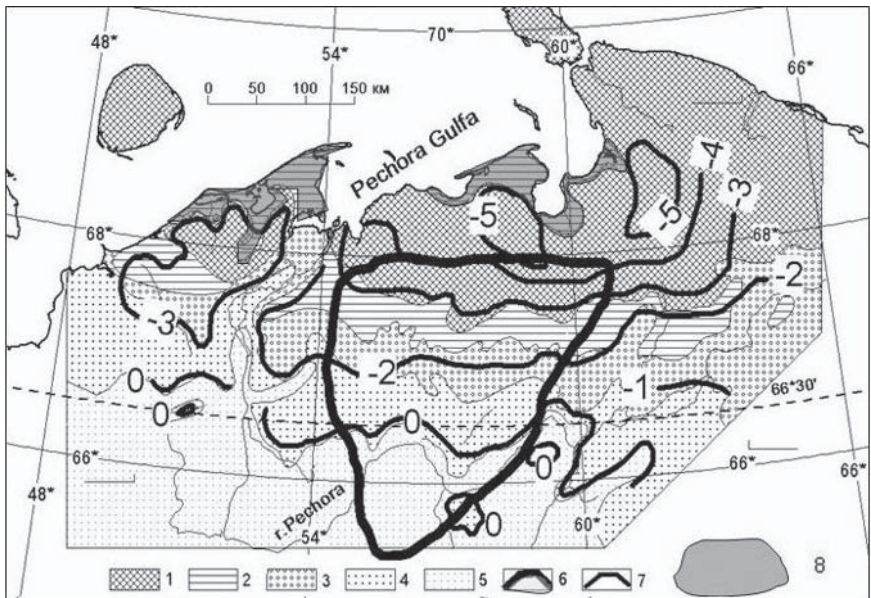 48* 54* 70* 60* 66*
0 50 100 150 км
Pechora Gulfa
-5 -5 -4 -3
68* 68*
-3 -2
0 -2 -1
0 0 66*30'
66* 0 66* 66*
48* r.Pechora 54* 0 60*
1 2 3 4 5 6 7 8